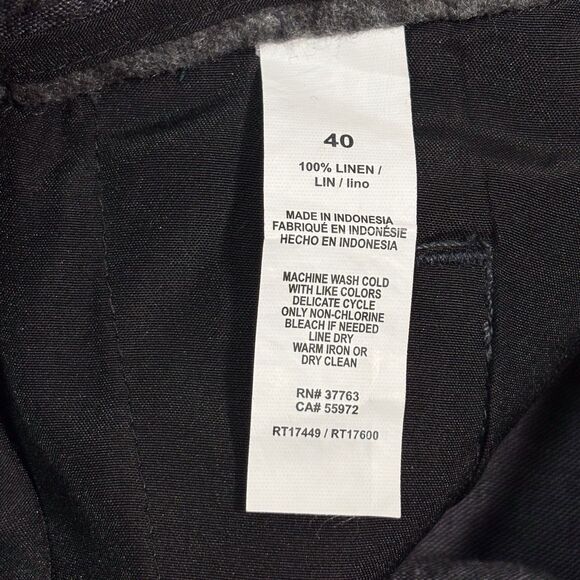 40
100% LINEN /
LIN / lino
MADE IN INDONESIA
FABRIQUÉ EN INDONÉSIE
HECHO EN INDONESIA
MACHINE WASH COLD
WITH LIKE COLORS
DELICATE CYCLE
ONLY NON-CHLORINE
BLEACH IF NEEDED
LINE DRY
WARM IRON OR
DRY CLEAN
RN# 37763
CA# 55972
RT17449 / RT17600